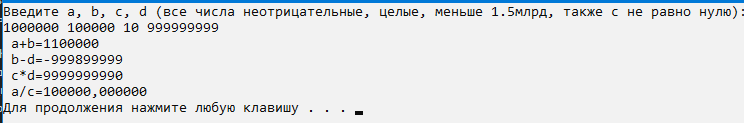 Введите a, b, c, d (все числа неотрицательные, целые, меньше 1.5млрд, также c не равно нулю):
1000000 100000 10 999999999
a+b=1100000
b-d=-999899999
c*d=9999999990
a/c=100000,000000
Для продолжения нажмите любую клавишу . . .